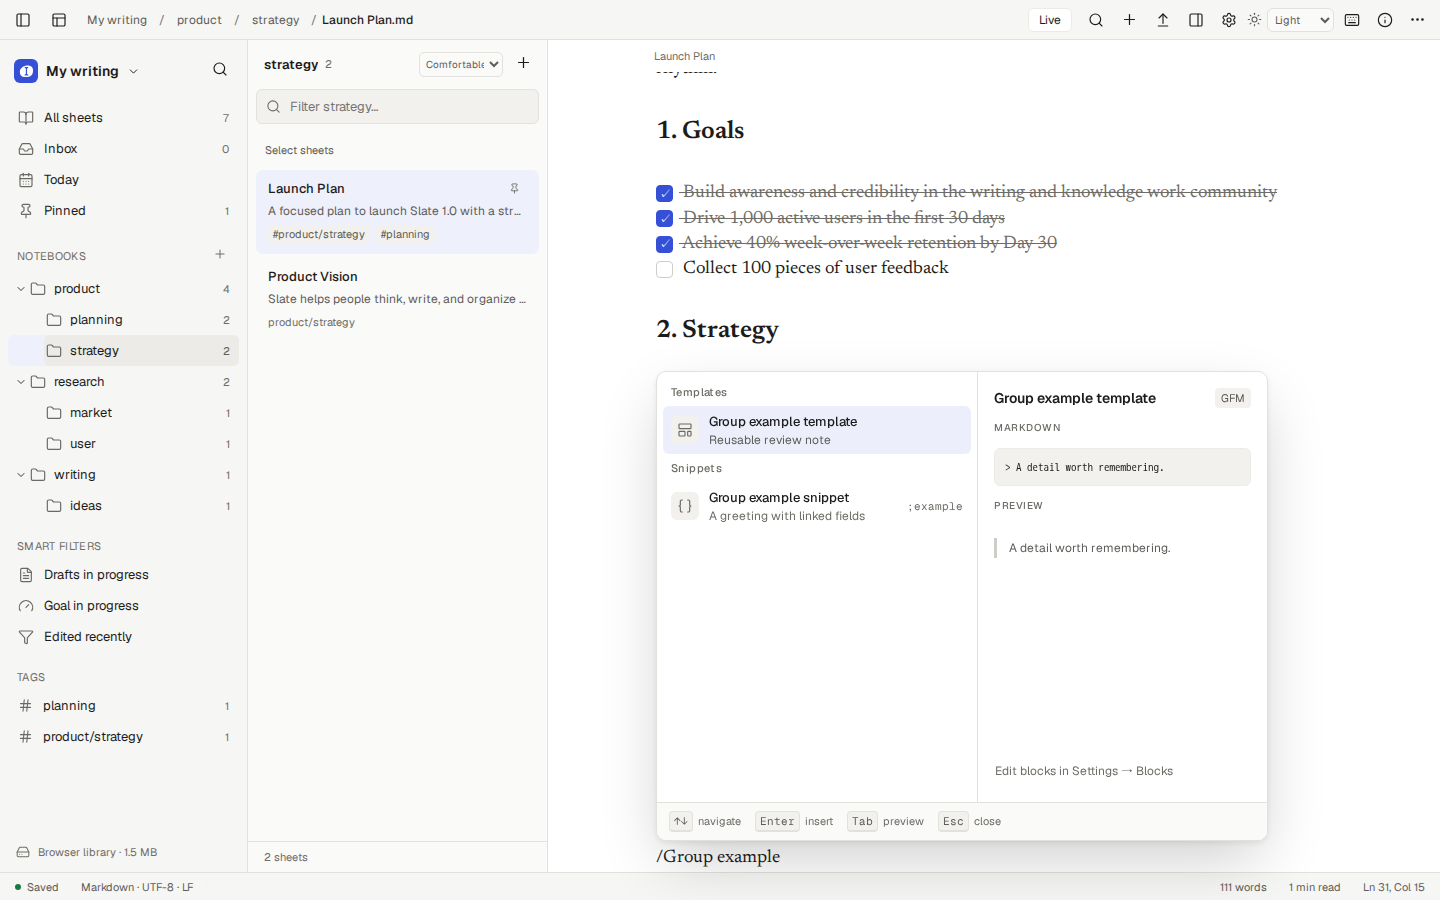 My writing / product / strategy / Launch Plan.md
Live
Light
My writing
All sheets 7
Inbox 0
Today
Pinned 1
NOTEBOOKS
product 4
planning 2
strategy 2
research 2
market 1
user 1
writing 1
ideas 1
SMART FILTERS
Drafts in progress
Goal in progress
Edited recently
TAGS
planning 1
product/strategy 1
Browser library · 1.5 MB
strategy 2
Comfortable
Filter strategy...
Select sheets
Launch Plan
A focused plan to launch Slate 1.0 with a str...
#product/strategy #planning
Product Vision
Slate helps people think, write, and organize ...
product/strategy
2 sheets
Launch Plan
1. Goals
Build awareness and credibility in the writing and knowledge work community
Drive 1,000 active users in the first 30 days
Achieve 40% week-over-week retention by Day 30
Collect 100 pieces of user feedback
2. Strategy
Templates
Group example template
Reusable review note
Snippets
Group example snippet
A greeting with linked fields
;example
Group example template GFM
MARKDOWN
> A detail worth remembering.
PREVIEW
A detail worth remembering.
Edit blocks in Settings → Blocks
↑↓ navigate Enter insert Tab preview Esc close
/Group example
Saved Markdown · UTF-8 · LF
111 words 1 min read Ln 31, Col 15